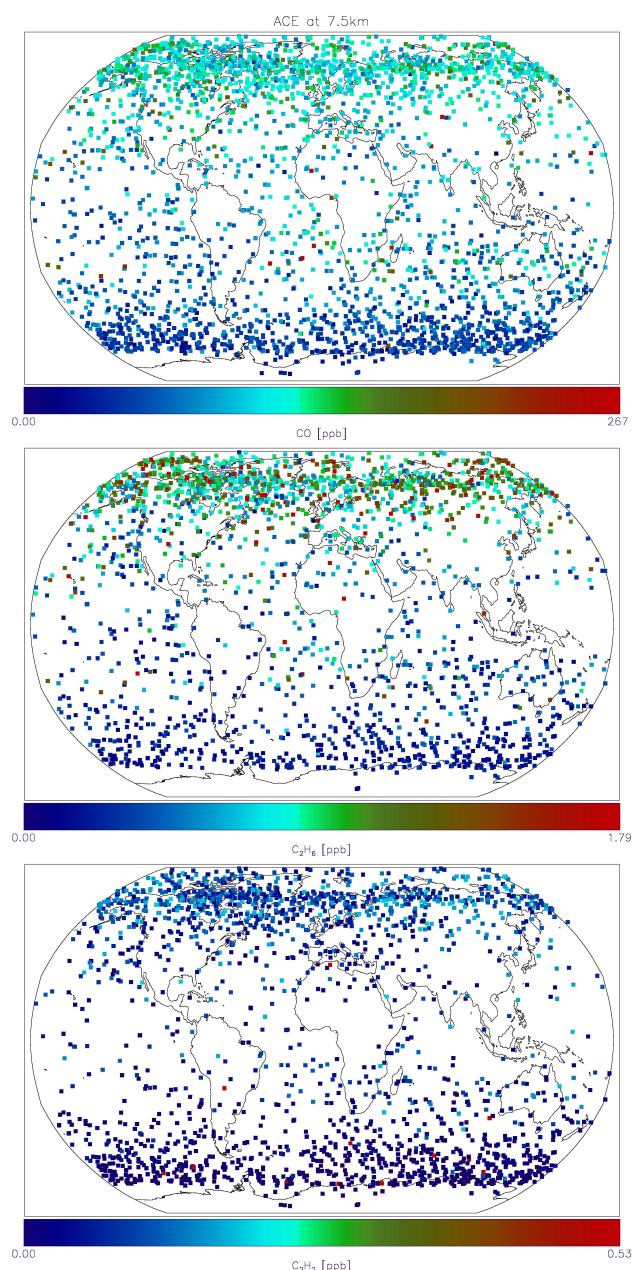 ACE at 7.5km
0.00 267
CO [ppb]
0.00 1.79
C₂H₆ [ppb]
0.00 0.53
C₂H₂ [ppb]